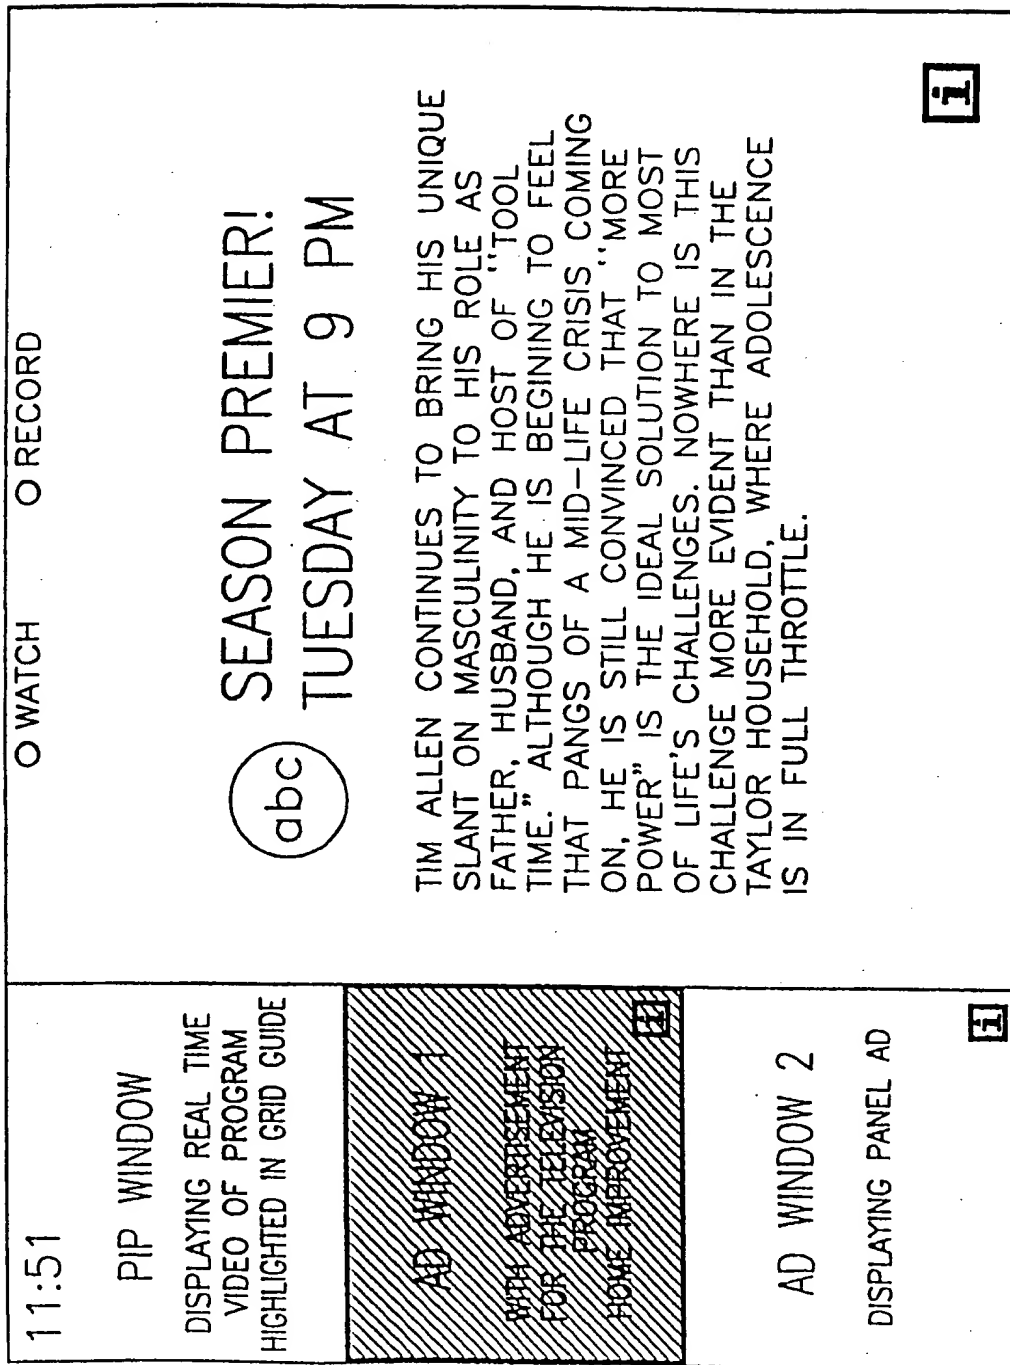 11:51
PIP WINDOW
DISPLAYING REAL TIME
VIDEO OF PROGRAM
HIGHLIGHTED IN GRID GUIDE
AD WINDOW 1
WITH ADVERTISEMENT
FOR THE TELEVISION
PROGRAM
HOME IMPROVEMENT
i
AD WINDOW 2
DISPLAYING PANEL AD
i
O WATCH O RECORD
abc
SEASON PREMIER!
TUESDAY AT 9 PM
TIM ALLEN CONTINUES TO BRING HIS UNIQUE
SLANT ON MASCULINITY TO HIS ROLE AS
FATHER, HUSBAND, AND HOST OF "TOOL
TIME." ALTHOUGH HE IS BEGINING TO FEEL
THAT PANGS OF A MID-LIFE CRISIS COMING
ON, HE IS STILL CONVINCED THAT "MORE
POWER" IS THE IDEAL SOLUTION TO MOST
OF LIFE'S CHALLENGES. NOWHERE IS THIS
CHALLENGE MORE EVIDENT THAN IN THE
TAYLOR HOUSEHOLD, WHERE ADOLESCENCE
IS IN FULL THROTTLE.
i